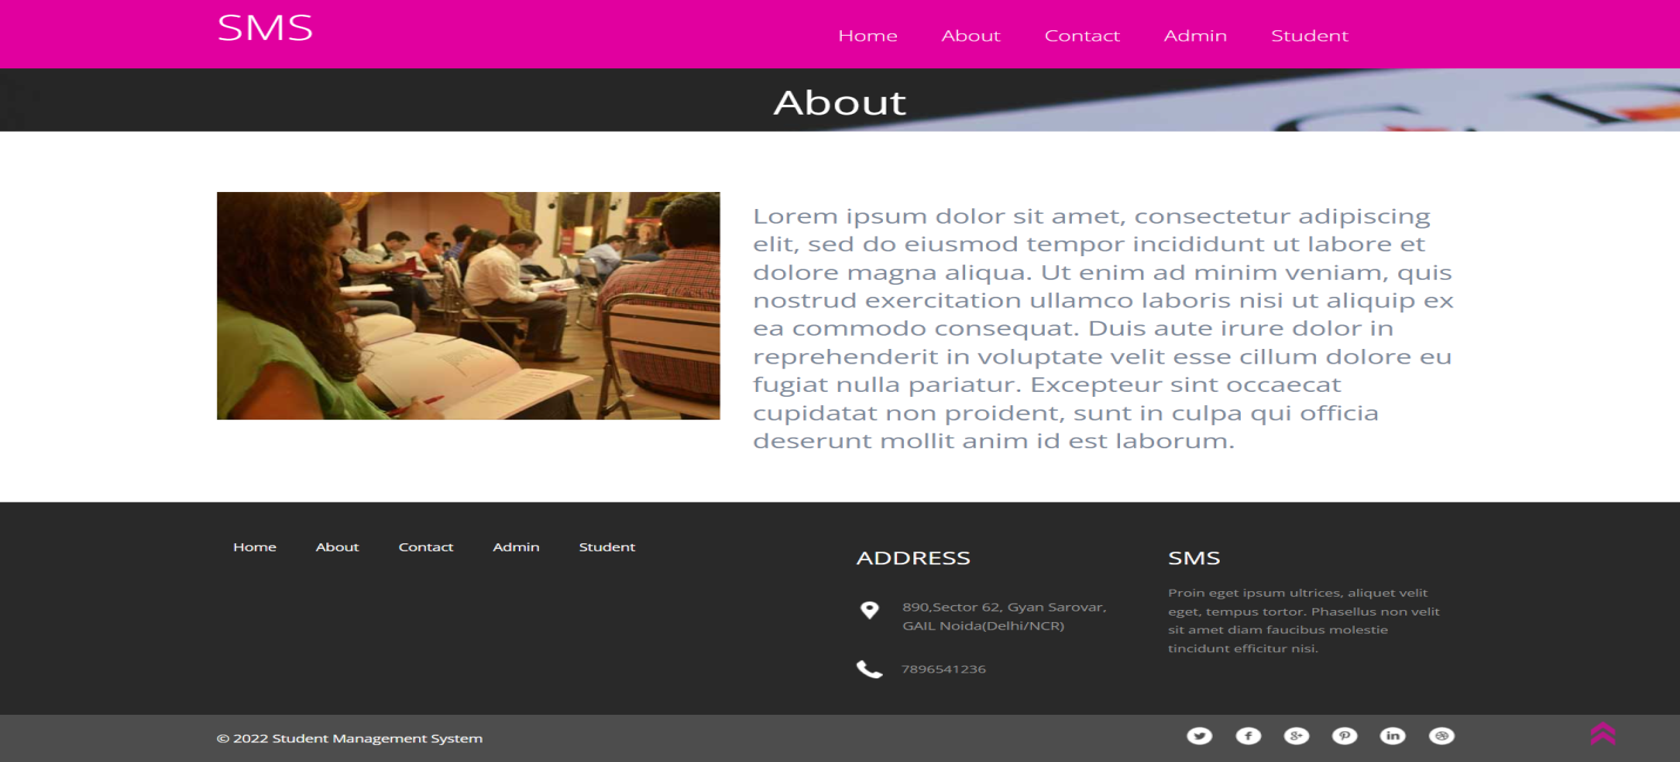 SMS
Home About Contact Admin Student
About
Lorem ipsum dolor sit amet, consectetur adipiscing
elit, sed do eiusmod tempor incididunt ut labore et
dolore magna aliqua. Ut enim ad minim veniam, quis
nostrud exercitation ullamco laboris nisi ut aliquip ex
ea commodo consequat. Duis aute irure dolor in
reprehenderit in voluptate velit esse cillum dolore eu
fugiat nulla pariatur. Excepteur sint occaecat
cupidatat non proident, sunt in culpa qui officia
deserunt mollit anim id est laborum.
Home About Contact Admin Student
ADDRESS
890,Sector 62, Gyan Sarovar,
GAIL Noida(Delhi/NCR)
7896541236
SMS
Proin eget ipsum ultrices, aliquet velit
eget, tempus tortor. Phasellus non velit
sit amet diam faucibus molestie
tincidunt efficitur nisi.
© 2022 Student Management System